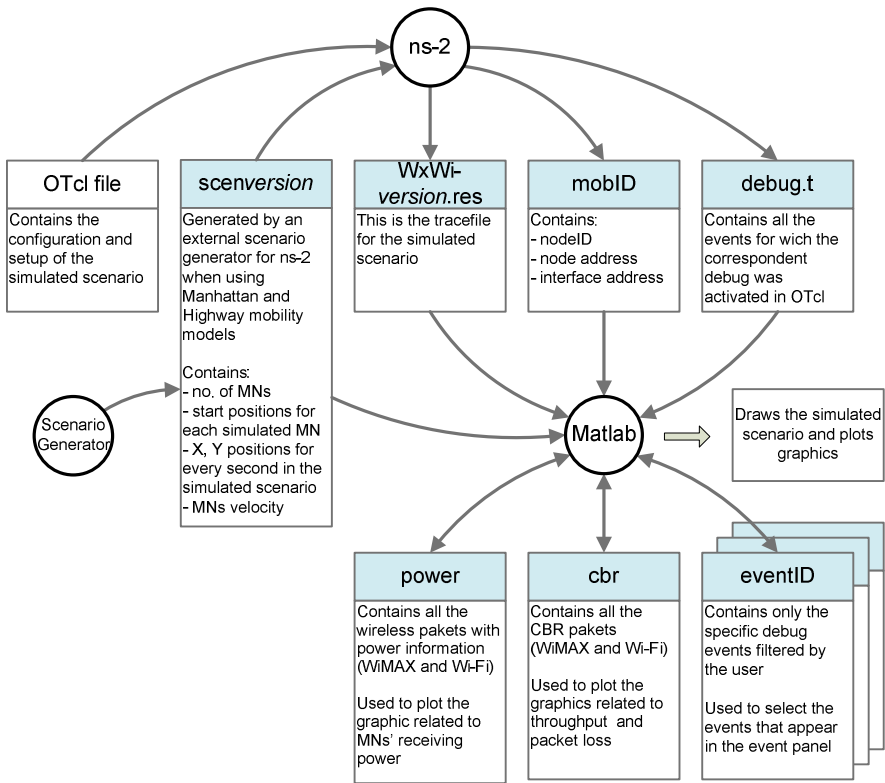 ns-2
OTcl file
Contains the
configuration and
setup of the
simulated scenario
scenversion
Generated by an
external scenario
generator for ns-2
when using
Manhattan and
Highway mobility
models
Contains:
- no. of MNs
- start positions for
each simulated MN
- X, Y positions for
every second in the
simulated scenario
- MNs velocity
WxWi-
version.res
This is the tracefile
for the simulated
scenario
mobID
Contains:
- nodeID
- node address
- interface address
debug.t
Contains all the
events for wich the
correspondent
debug was
activated in OTcl
Scenario
Generator
Matlab
Draws the simulated
scenario and plots
graphics
power
Contains all the
wireless pakets with
power information
(WiMAX and Wi-Fi)
Used to plot the
graphic related to
MNs' receiving
power
cbr
Contains all the
CBR pakets
(WiMAX and Wi-Fi)
Used to plot the
graphics related to
throughput and
packet loss
eventID
Contains only the
specific debug
events filtered by
the user
Used to select the
events that appear
in the event panel